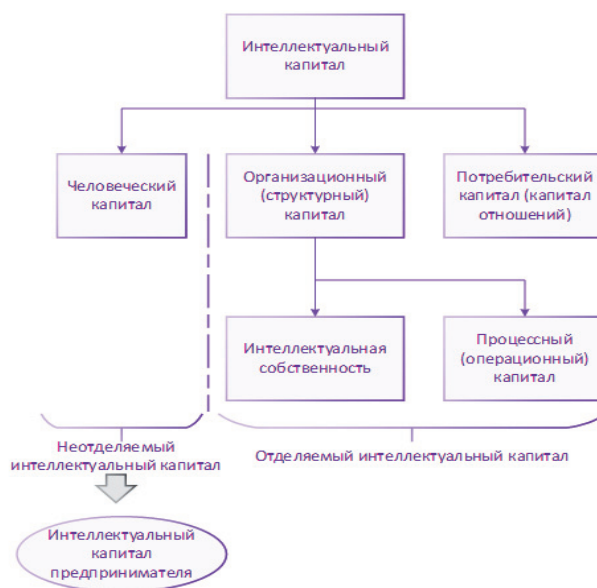 Интеллектуальный
капитал
Человеческий
капитал
Организационный
(структурный)
капитал
Потребительский
капитал (капитал
отношений)
Интеллектуальная
собственность
Процессный
(операционный)
капитал
Неотделяемый
интеллектуальный капитал
Отделяемый интеллектуальный капитал
Интеллектуальный
капитал
предпринимателя